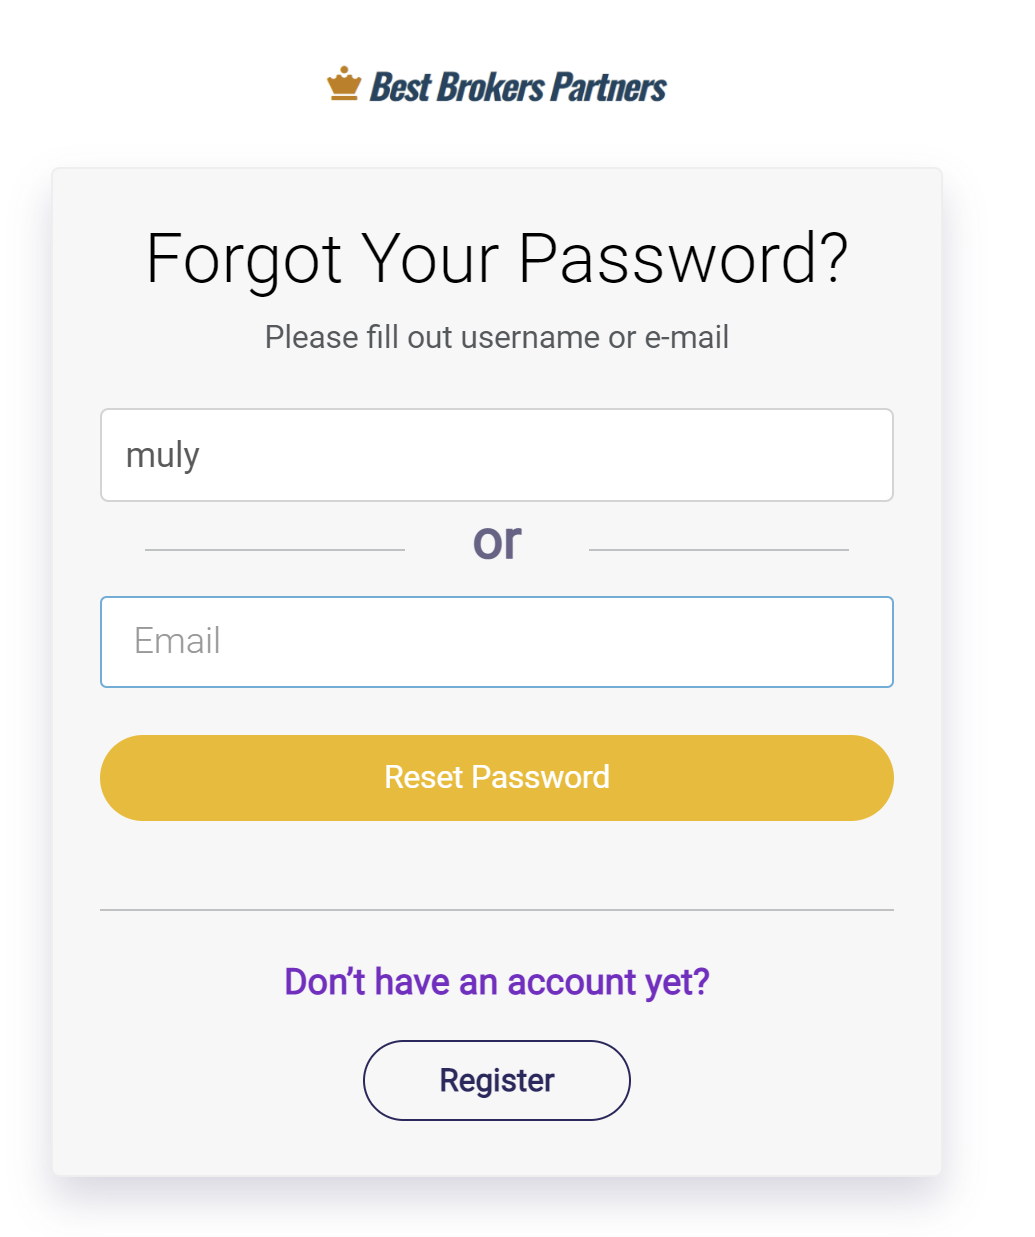 Best Brokers Partners
Forgot Your Password?
Please fill out username or e-mail
muly
or
Email
Reset Password
Don’t have an account yet?
Register